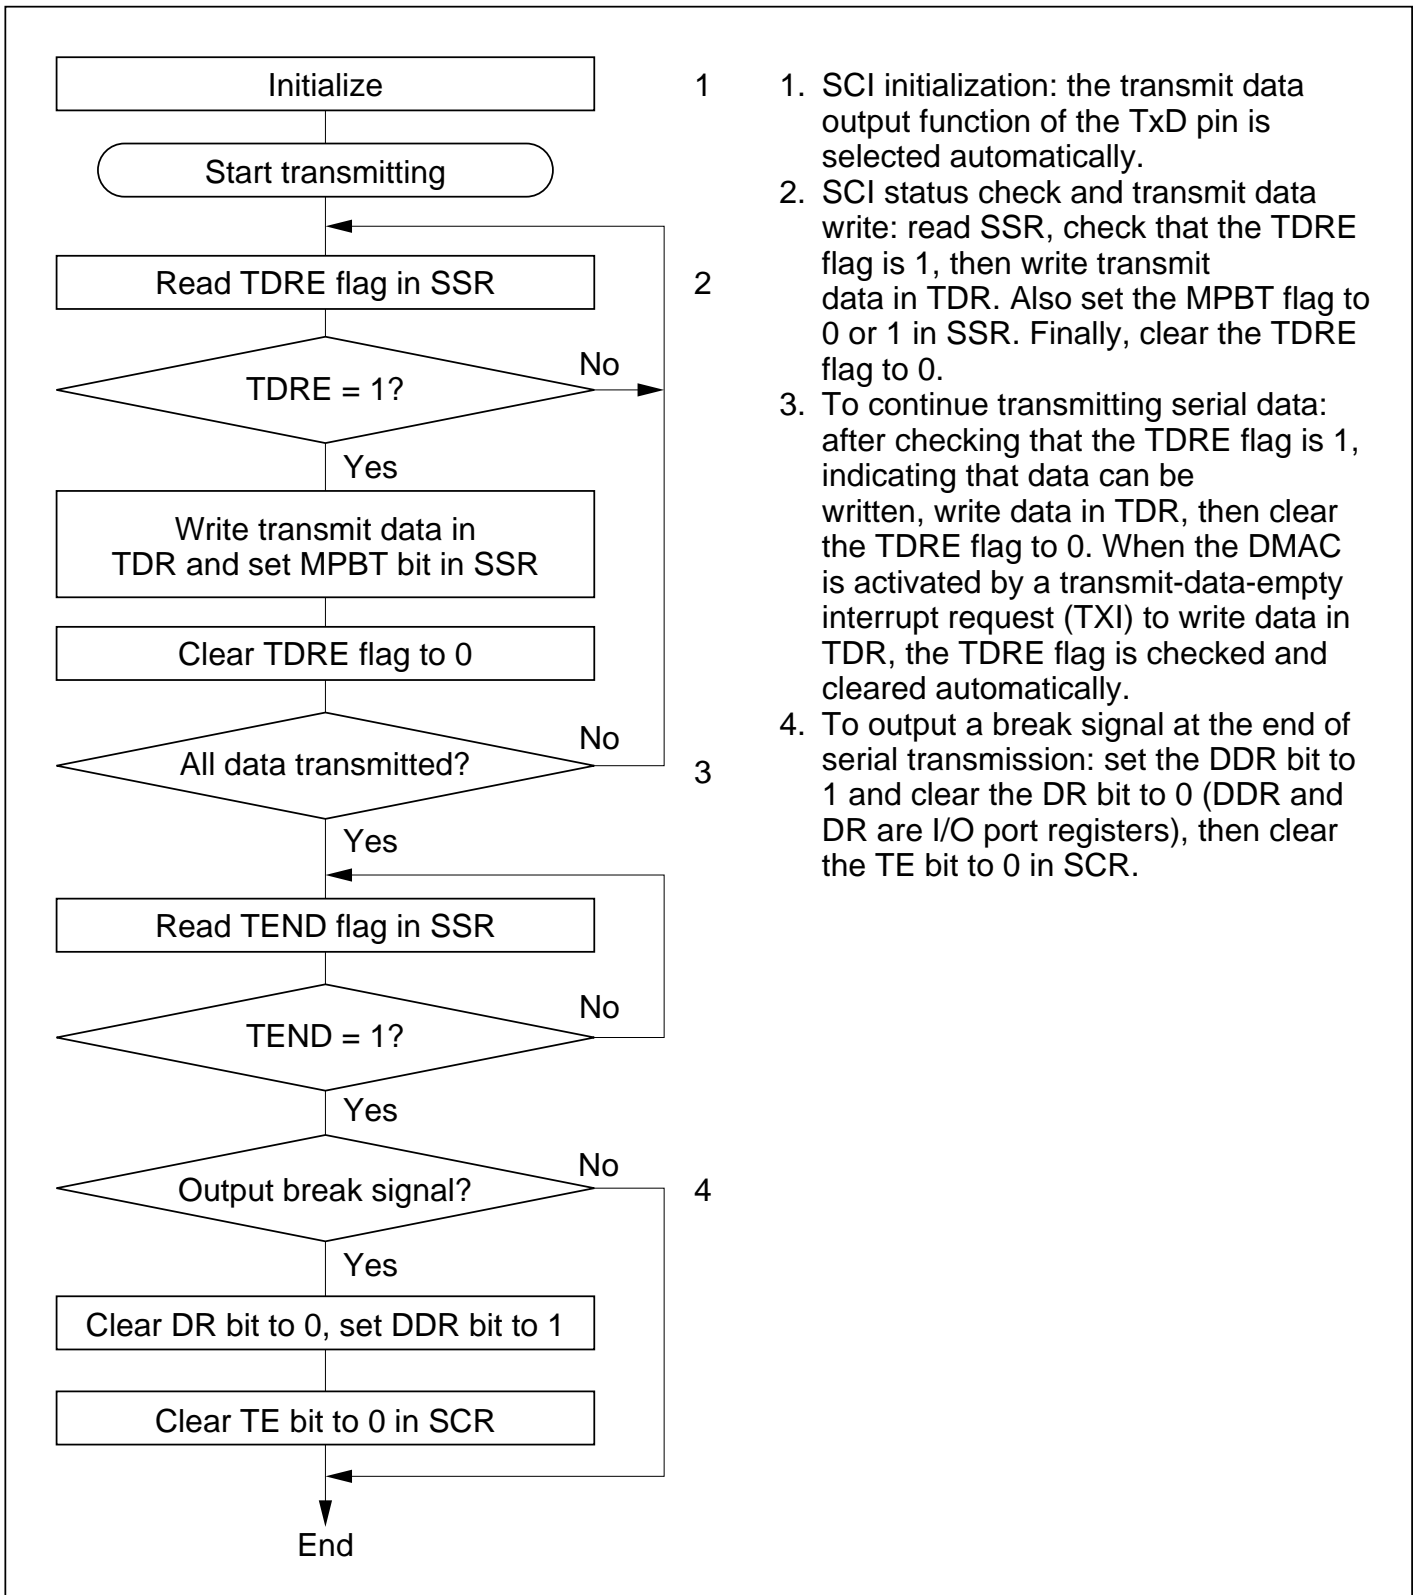 Initialize
1
Start transmitting
Read TDRE flag in SSR
2
TDRE = 1?
No
Yes
Write transmit data in
TDR and set MPBT bit in SSR
Clear TDRE flag to 0
All data transmitted?
No
3
Yes
Read TEND flag in SSR
TEND = 1?
No
Yes
Output break signal?
No
4
Yes
Clear DR bit to 0, set DDR bit to 1
Clear TE bit to 0 in SCR
End
1. SCI initialization: the transmit data
output function of the TxD pin is
selected automatically.
2. SCI status check and transmit data
write: read SSR, check that the TDRE
flag is 1, then write transmit
data in TDR. Also set the MPBT flag to
0 or 1 in SSR. Finally, clear the TDRE
flag to 0.
3. To continue transmitting serial data:
after checking that the TDRE flag is 1,
indicating that data can be
written, write data in TDR, then clear
the TDRE flag to 0. When the DMAC
is activated by a transmit-data-empty
interrupt request (TXI) to write data in
TDR, the TDRE flag is checked and
cleared automatically.
4. To output a break signal at the end of
serial transmission: set the DDR bit to
1 and clear the DR bit to 0 (DDR and
DR are I/O port registers), then clear
the TE bit to 0 in SCR.